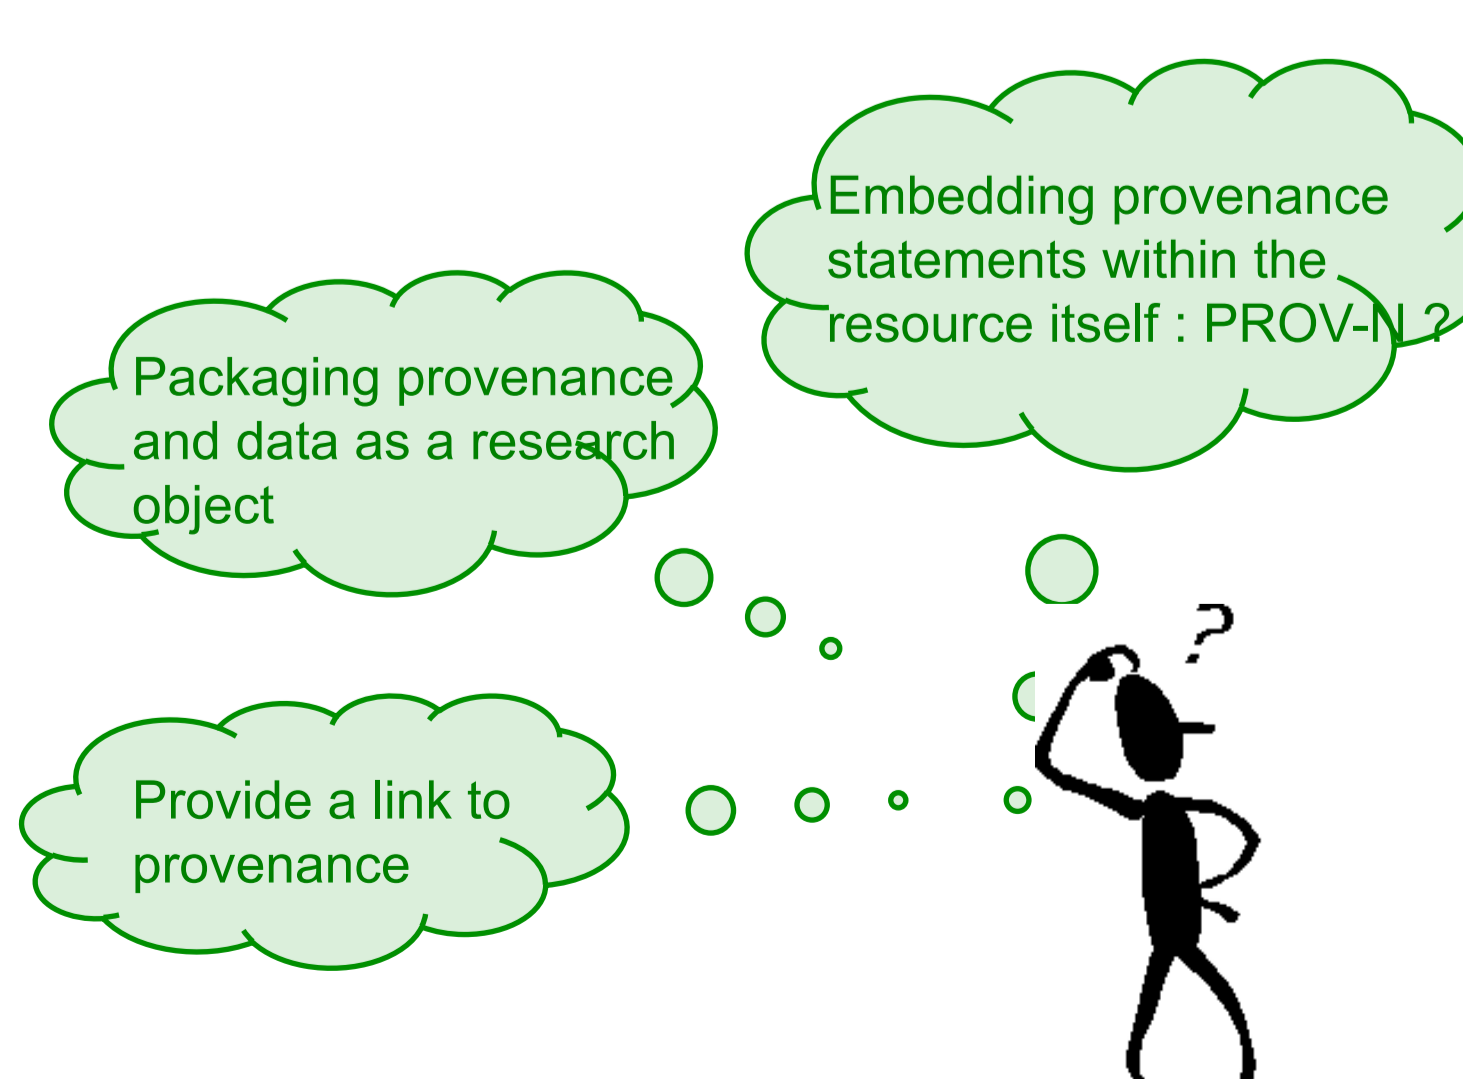 Embedding provenance
statements within the
resource itself : PROV-N ?
Packaging provenance
and data as a research
object
Provide a link to
provenance
?